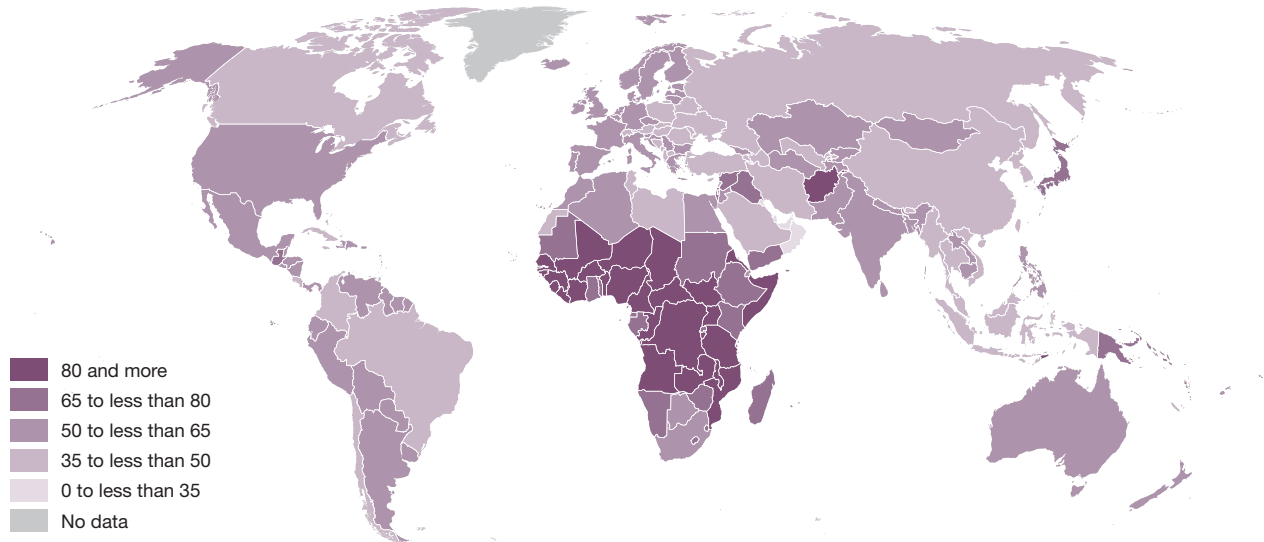 80 and more
65 to less than 80
50 to less than 65
35 to less than 50
0 to less than 35
No data